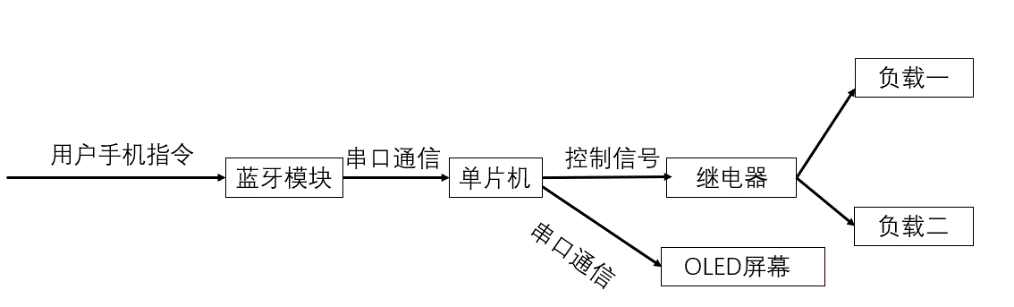 负载一
用户手机指令
串口通信
控制信号
蓝牙模块
单片机
继电器
负载二
串口通信
OLED屏幕